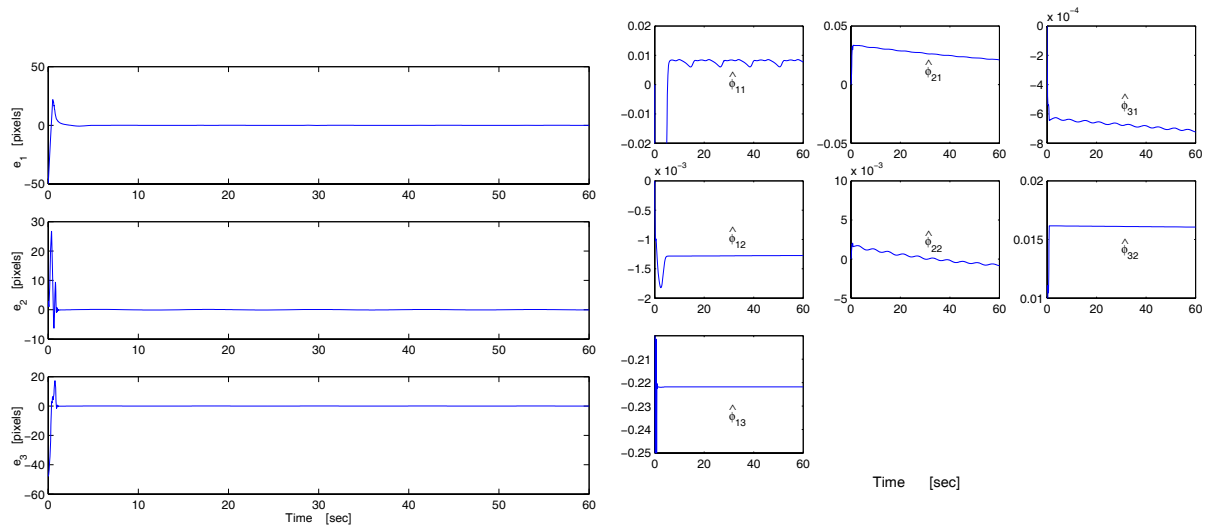 50
0
−50
e1 [pixels]
0 10 20 30 40 50 60
30
20
10
0
−10
e2 [pixels]
0 10 20 30 40 50 60
20
0
−20
−40
−60
e3 [pixels]
0 10 20 30 40 50 60
Time [sec]
0.02
0.01
0
−0.01
−0.02
ϕ̂11
0 20 40 60
0.05
0
−0.05
ϕ̂21
0 20 40 60
x 10−4
0
−2
−4
−6
−8
ϕ̂31
0 20 40 60
x 10−3
0
−0.5
−1
−1.5
−2
ϕ̂12
0 20 40 60
x 10−3
10
5
0
−5
ϕ̂22
0 20 40 60
0.02
0.015
0.01
ϕ̂32
0 20 40 60
−0.21
−0.22
−0.23
−0.24
−0.25
ϕ̂13
0 20 40 60
Time [sec]